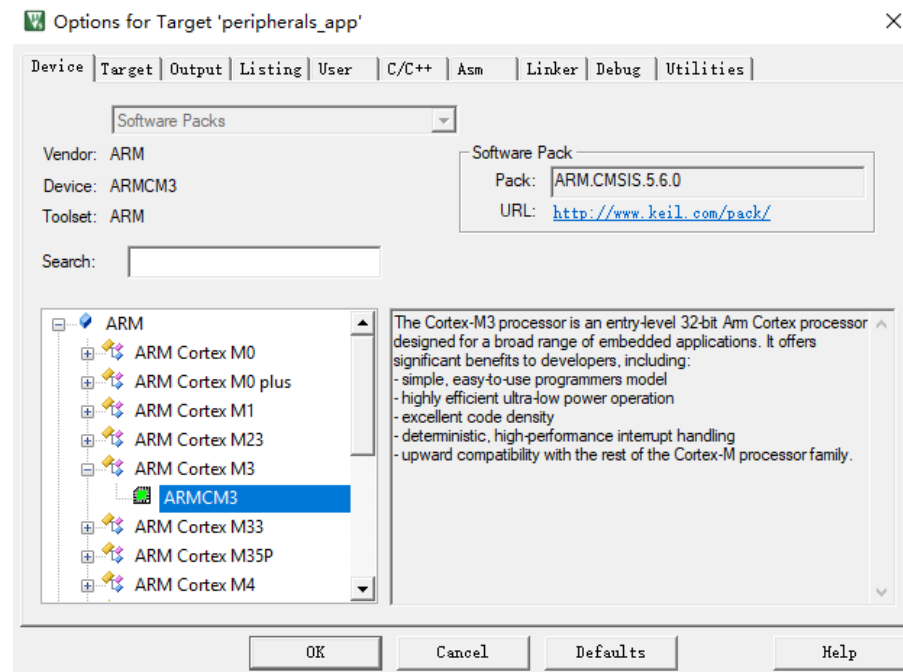 Options for Target 'peripherals_app'
Device Target Output Listing User C/C++ Asm Linker Debug Utilities
Software Packs
Vendor: ARM
Device: ARMCM3
Toolset: ARM
Search:
Software Pack
Pack: ARM.CMSIS.5.6.0
URL: http://www.keil.com/pack/
ARM
ARM Cortex M0
ARM Cortex M0 plus
ARM Cortex M1
ARM Cortex M23
ARM Cortex M3
ARMCM3
ARM Cortex M33
ARM Cortex M35P
ARM Cortex M4
The Cortex-M3 processor is an entry-level 32-bit Arm Cortex processor
designed for a broad range of embedded applications. It offers
significant benefits to developers, including:
- simple, easy-to-use programmers model
- highly efficient ultra-low power operation
- excellent code density
- deterministic, high-performance interrupt handling
- upward compatibility with the rest of the Cortex-M processor family.
OK Cancel Defaults Help